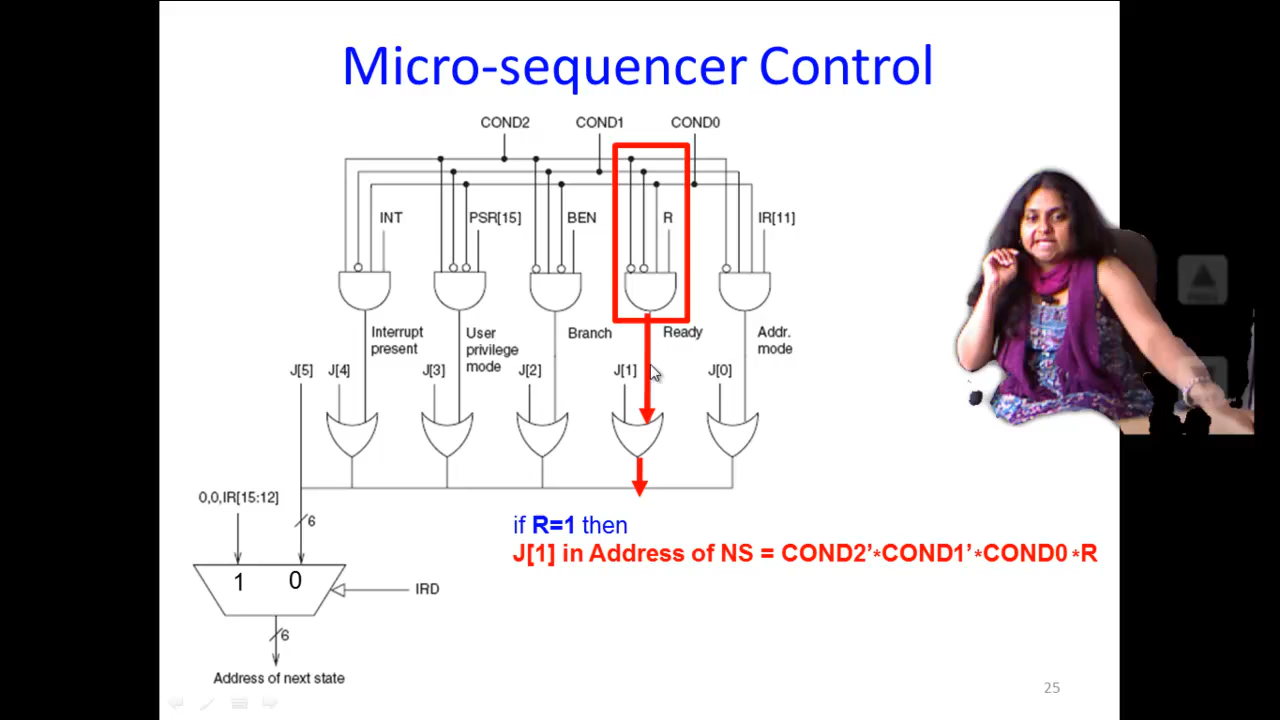 Micro-sequencer Control
COND2 COND1 COND0
INT PSR[15] BEN R IR[11]
Interrupt present
User privilege mode
Branch
Ready
Addr. mode
J[5] J[4] J[3] J[2] J[1] J[0]
0,0,IR[15:12]
6
if R=1 then
J[1] in Address of NS = COND2’*COND1’*COND0 *R
1 0
IRD
6
Address of next state
25